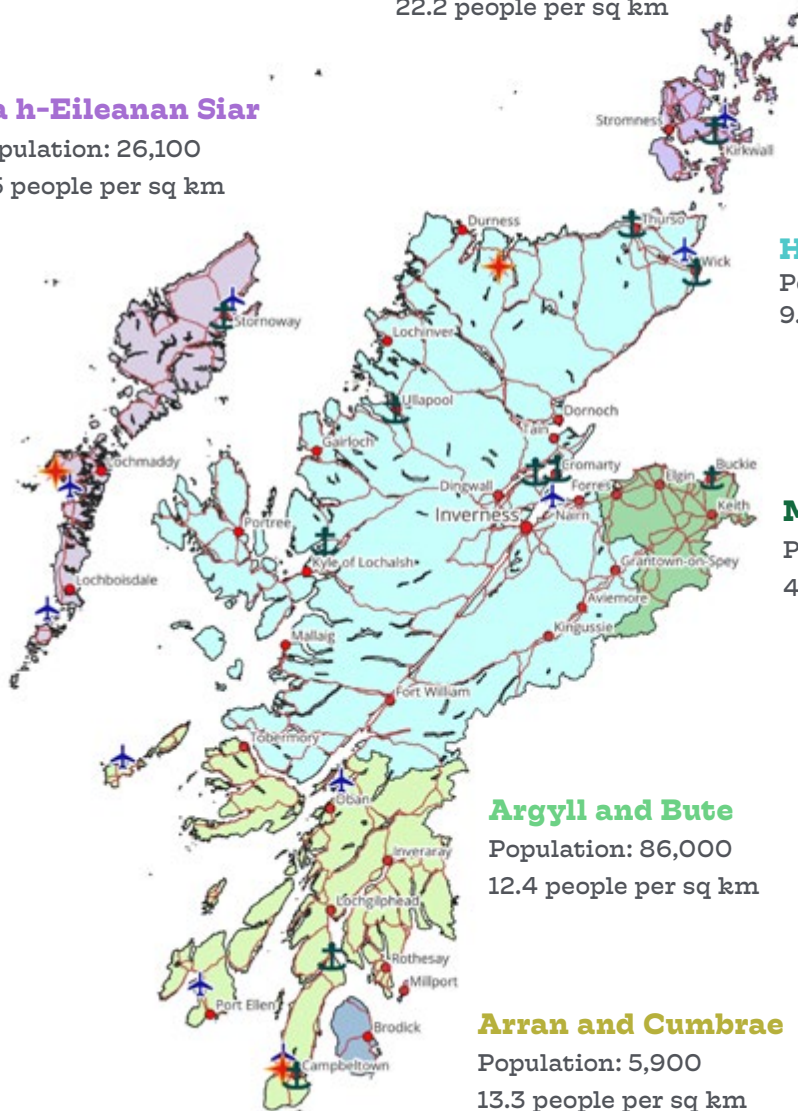 22.2 people per sq km
a h-Eileanan Siar
pulation: 26,100
5 people per sq km
Stromness
Kirkwall
Durness
Thurso
Wick
H
P
9.
Stornoway
Lochinver
Ullapool
Dornoch
Tain
Gairloch
Cromarty
Lochmaddy
Dingwall
Forres
Elgin
Buckie
Keith
Inverness
Nairn
M
P
4
Portree
Kyle of Lochalsh
Grantown-on-Spey
Lochboisdale
Aviemore
Kingussie
Mallaig
Fort William
Tobermory
Oban
Argyll and Bute
Population: 86,000
12.4 people per sq km
Inveraray
Lochgilphead
Rothesay
Millport
Port Ellen
Brodick
Campbeltown
Arran and Cumbrae
Population: 5,900
13.3 people per sq km